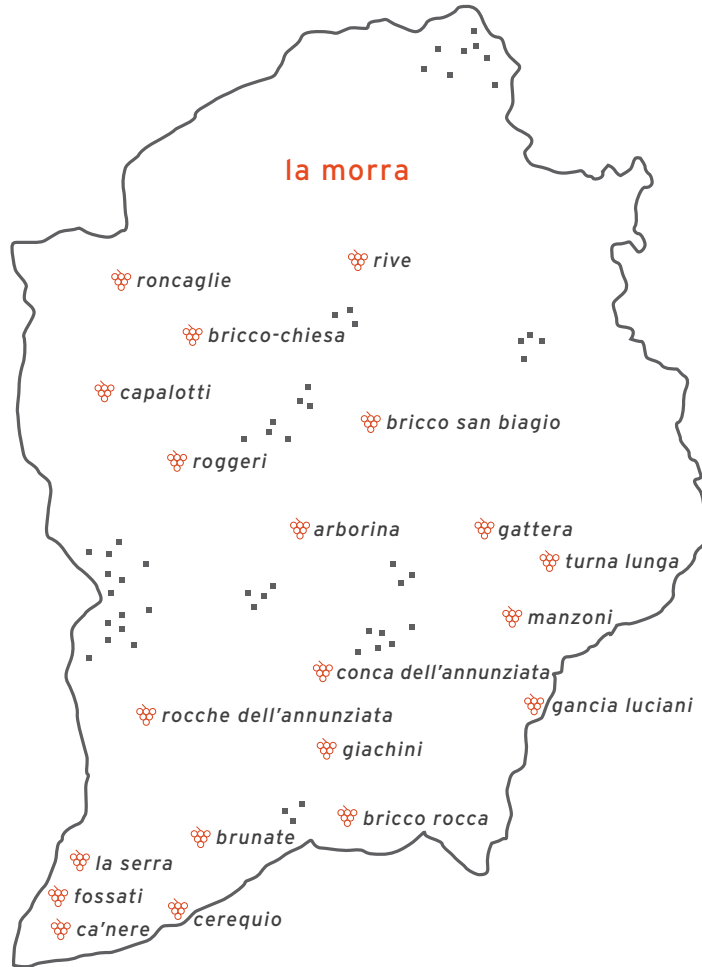 la morra
rive
roncaglie
bricco-chiesa
capalotti
bricco san biagio
roggeri
arborina
gattera
turna lunga
manzoni
conca dell'annunziata
gancia luciani
rocche dell'annunziata
giachini
bricco rocca
brunate
la serra
fossati
cerequio
ca'nere